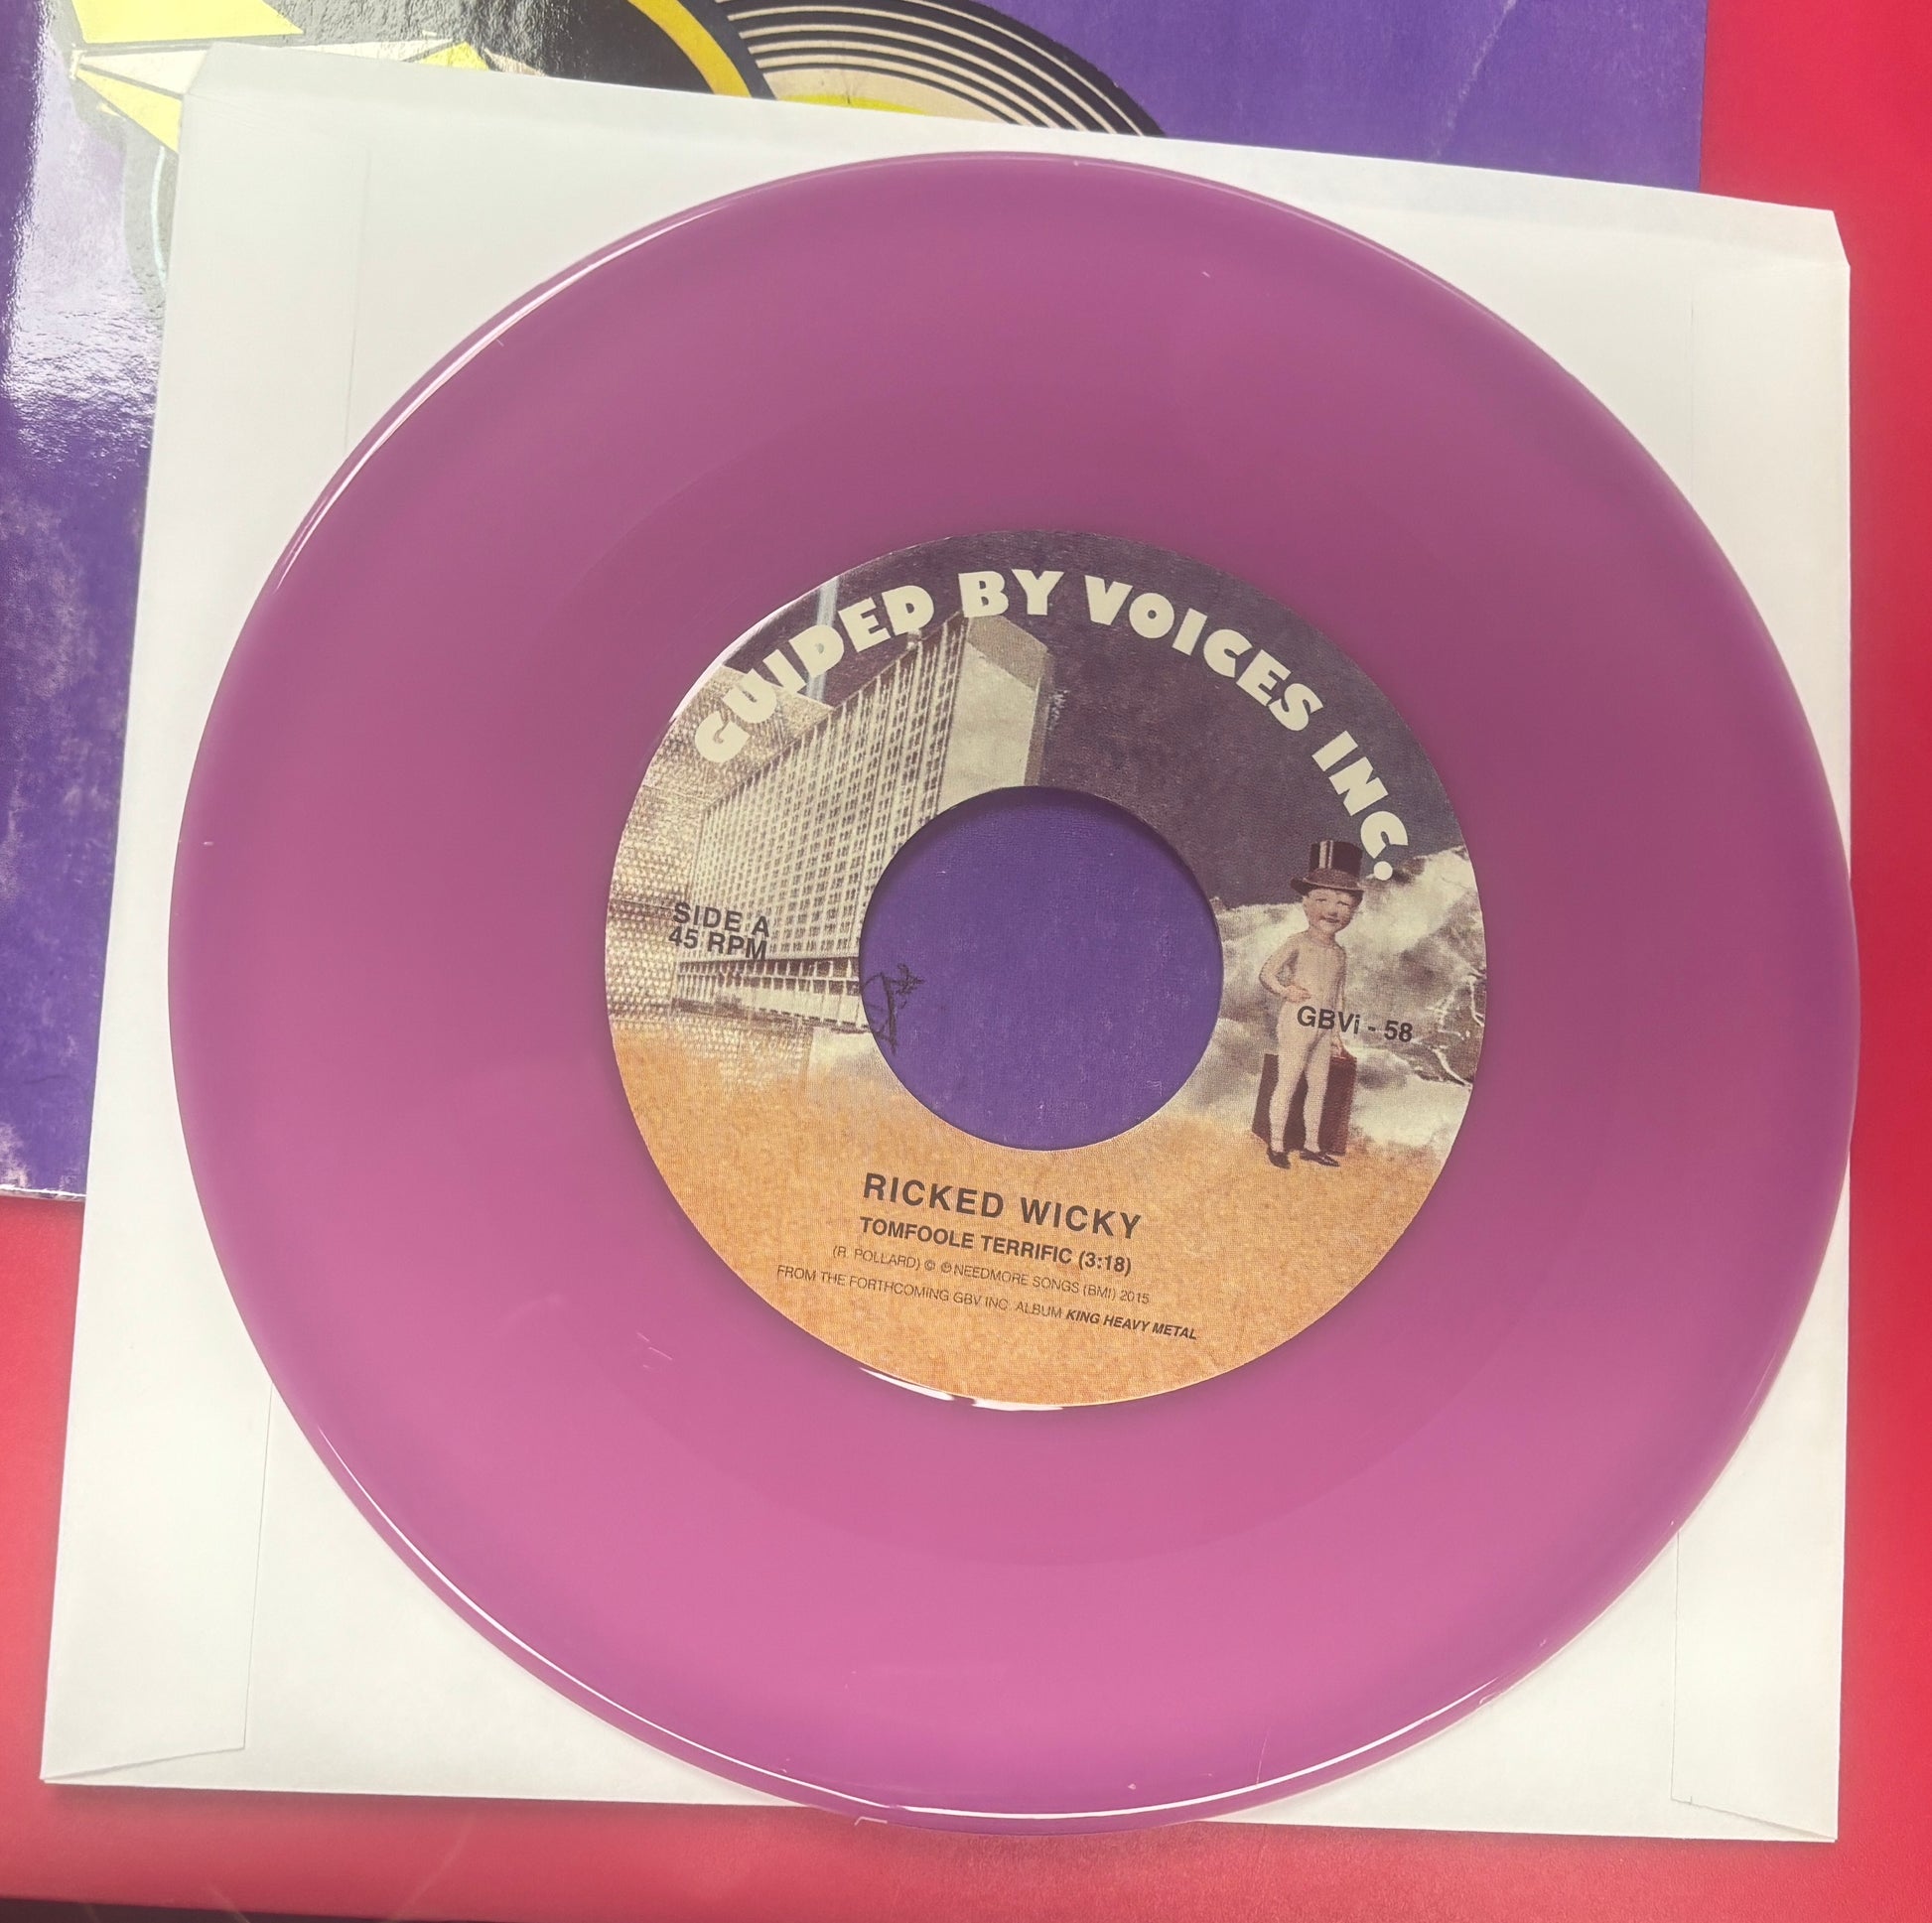 GUIDED BY VOICES INC.
SIDE A
45 RPM
GBVi - 58
RICKED WICKY
TOMFOOLE TERRIFIC (3:18)
(R. POLLARD) © ℗ NEEDMORE SONGS (BMI) 2015
FROM THE FORTHCOMING GBV INC. ALBUM KING HEAVY METAL